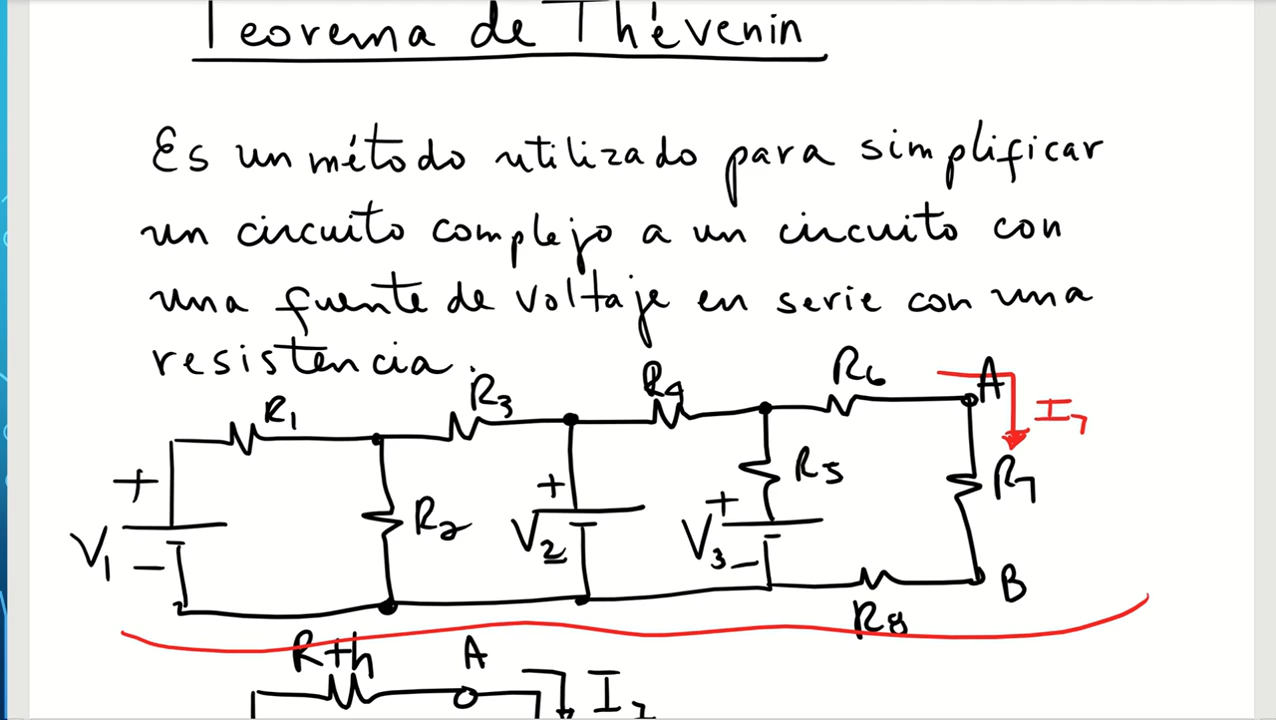 Teorema de Thévenin
Es un método utilizado para simplificar
un circuito complejo a un circuito con
una fuente de voltaje en serie con una
resistencia.
R1 R3 R4 R6 A
I7
+ R2 + + R5 R7
V1 V2 V3
- - B
R8
Rth A
I7